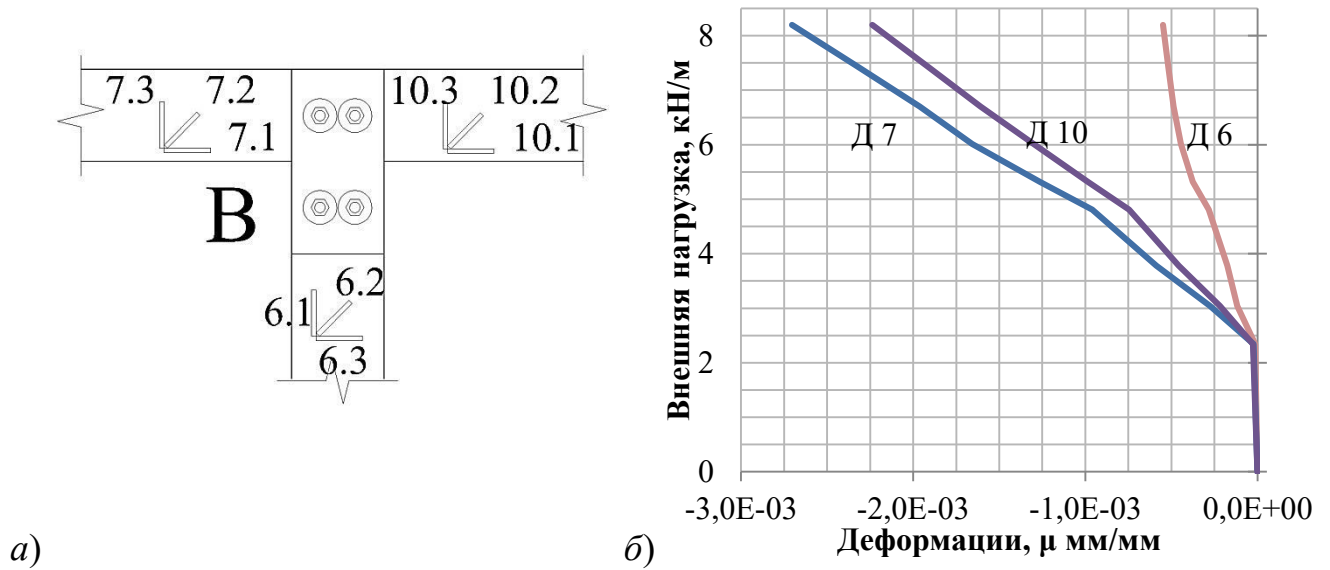 7.3 7.2
7.1
10.3 10.2
10.1
В
6.1 6.2
6.3
а)
Внешняя нагрузка, кН/м
8
6
4
2
0
Д 7
Д 10
Д 6
-3,0E-03 -2,0E-03 -1,0E-03 0,0E+00
Деформации, μ мм/мм
б)